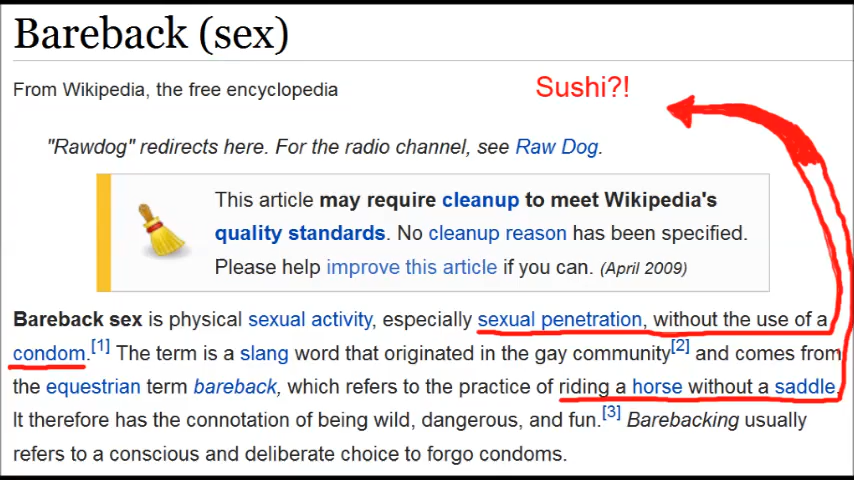 Bareback (sex)
From Wikipedia, the free encyclopedia
Sushi?!
"Rawdog" redirects here. For the radio channel, see Raw Dog.
This article may require cleanup to meet Wikipedia's
quality standards. No cleanup reason has been specified.
Please help improve this article if you can. (April 2009)
Bareback sex is physical sexual activity, especially sexual penetration, without the use of a
condom.[1] The term is a slang word that originated in the gay community[2] and comes from
the equestrian term bareback, which refers to the practice of riding a horse without a saddle.
It therefore has the connotation of being wild, dangerous, and fun.[3] Barebacking usually
refers to a conscious and deliberate choice to forgo condoms.